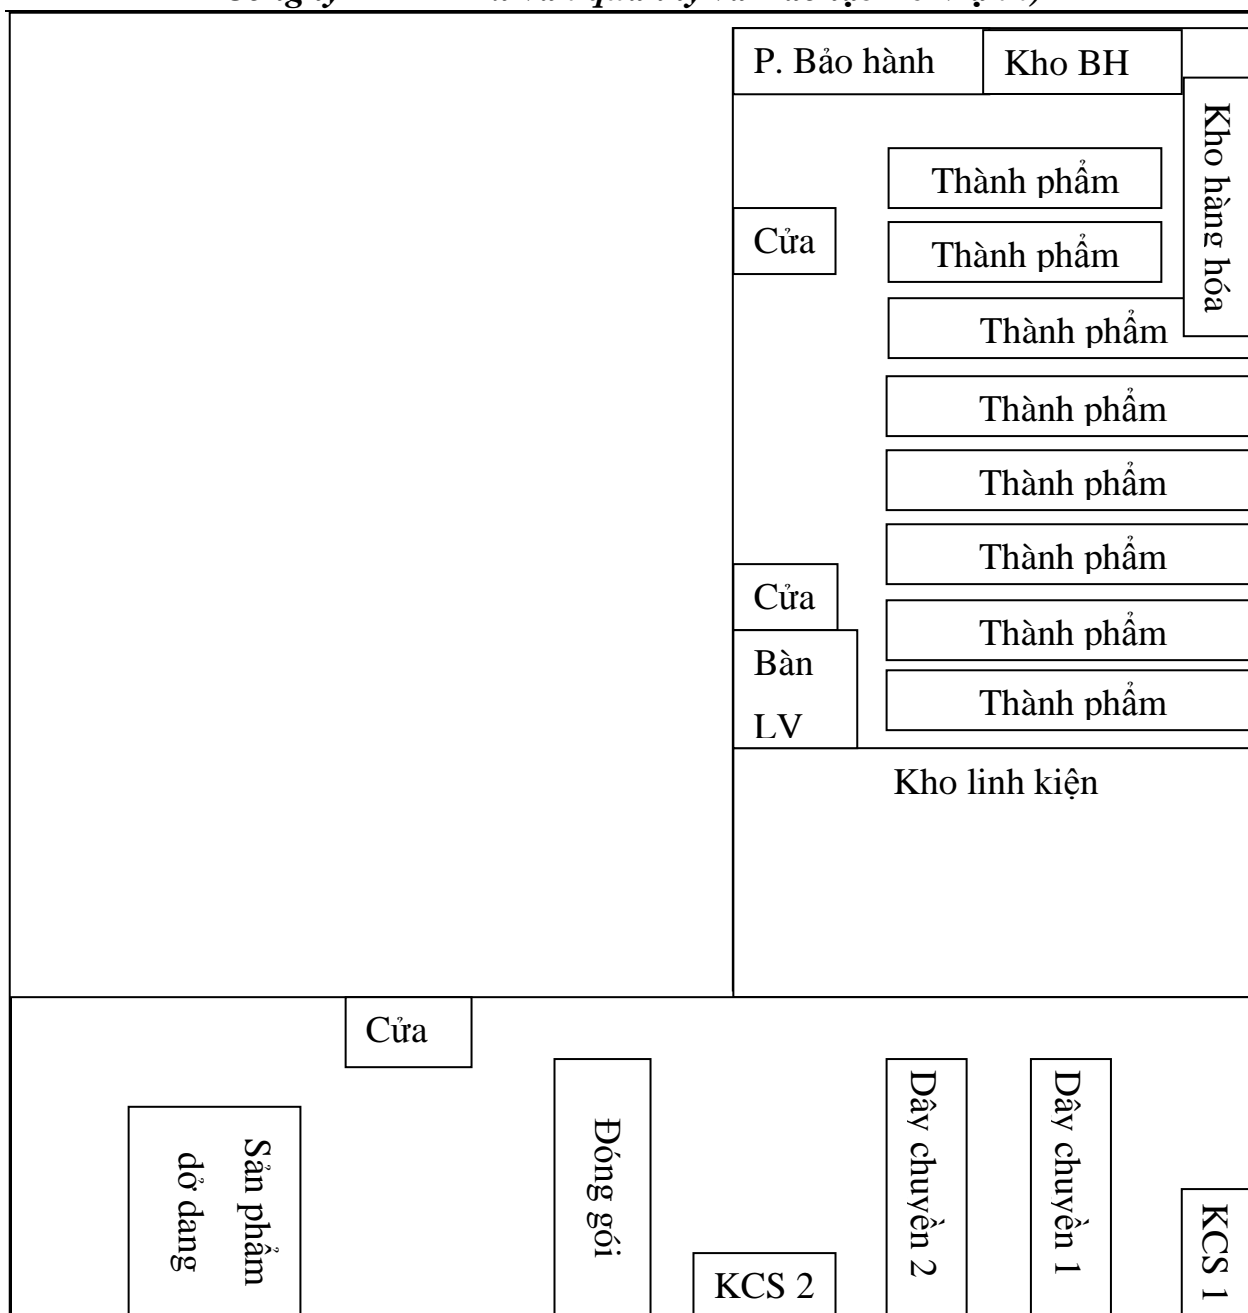 P. Bảo hành
Kho BH
Kho hàng hóa
Thành phẩm
Cửa
Thành phẩm
Thành phẩm
Thành phẩm
Thành phẩm
Thành phẩm
Cửa
Thành phẩm
Bàn
LV
Thành phẩm
Kho linh kiện
Cửa
Sản phẩm
dở dang
Đóng gói
KCS 2
Dây chuyền 2
Dây chuyền 1
KCS 1